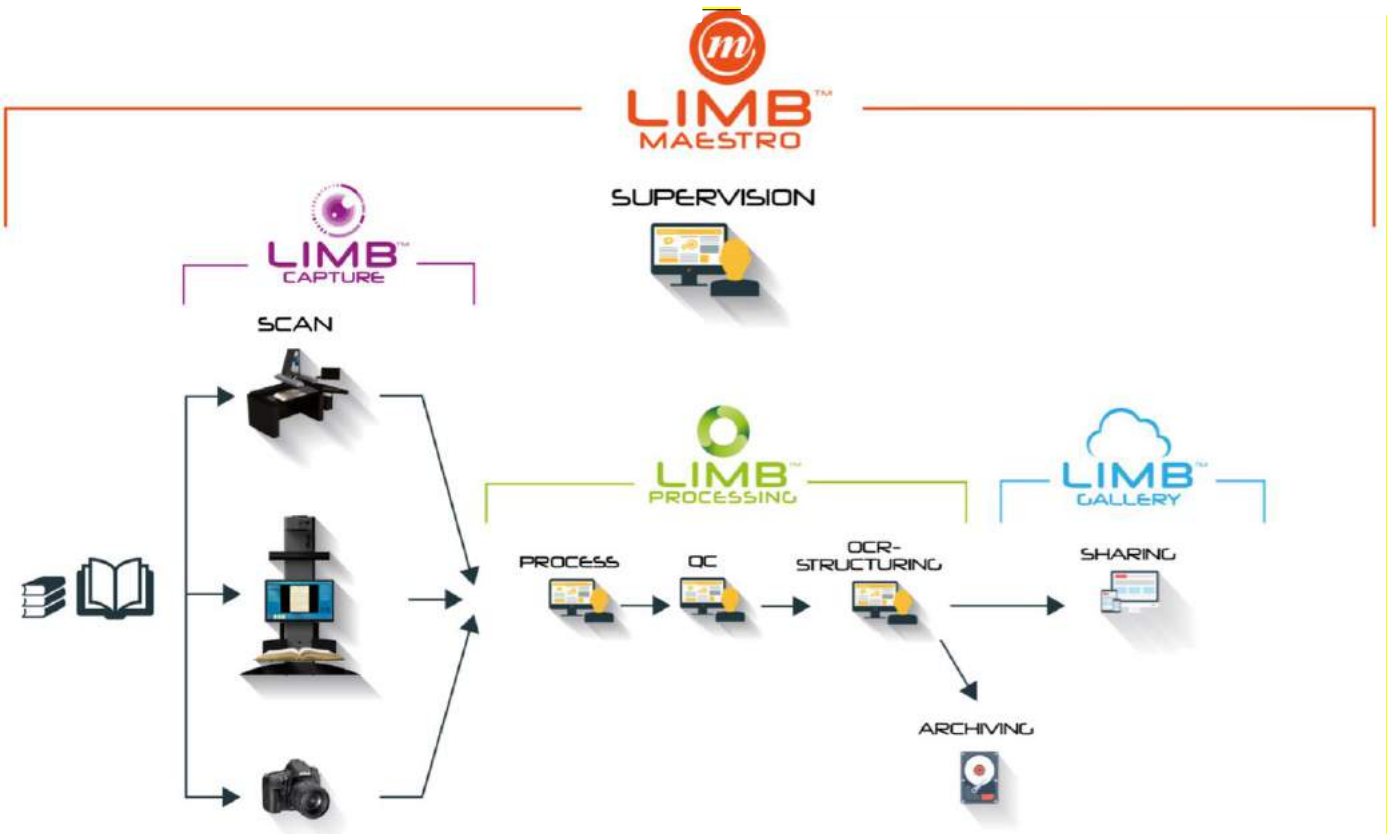 m
LIMB™
MAESTRO
SUPERVISION
LIMB™
CAPTURE
SCAN
LIMB™
PROCESSING
LIMB™
GALLERY
PROCESS
QC
OCR-
STRUCTURING
SHARING
ARCHIVING